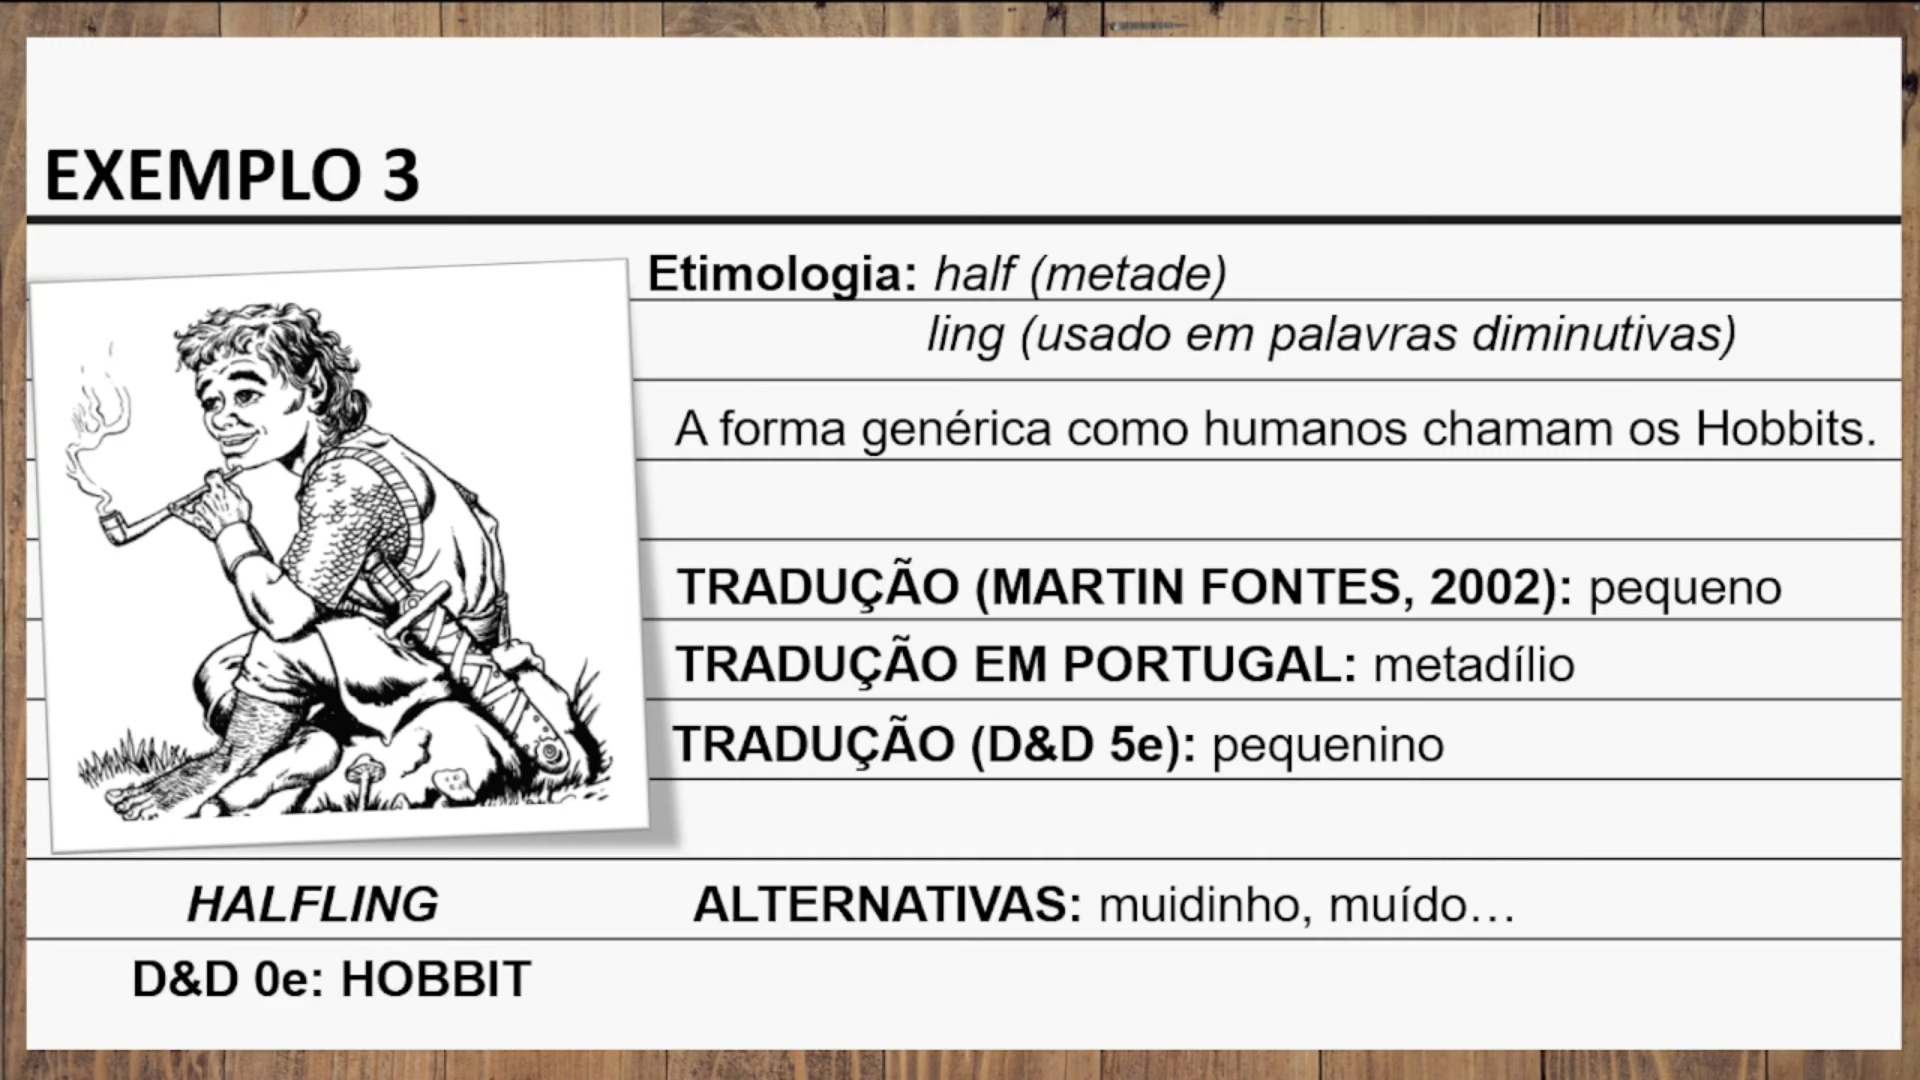 EXEMPLO 3
Etimologia: half (metade)
ling (usado em palavras diminutivas)
A forma genérica como humanos chamam os Hobbits.
TRADUÇÃO (MARTIN FONTES, 2002): pequeno
TRADUÇÃO EM PORTUGAL: metadílio
TRADUÇÃO (D&D 5e): pequenino
HALFLING
ALTERNATIVAS: muidinho, muído…
D&D 0e: HOBBIT